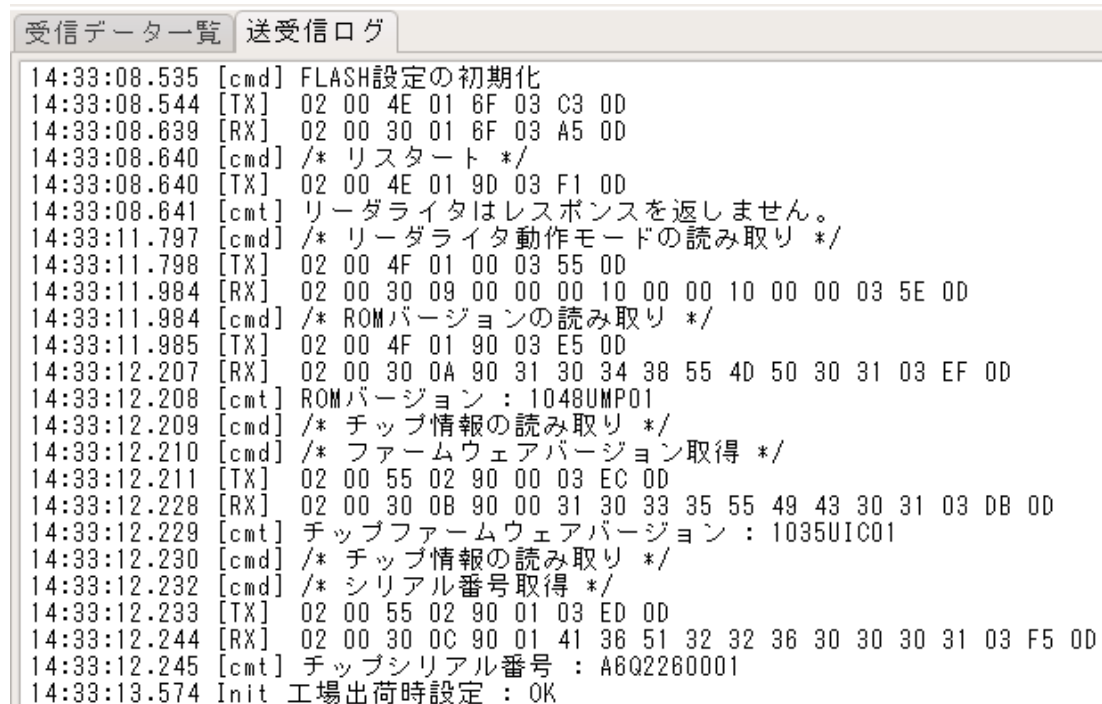 受信データ一覧 送受信ログ
14:33:08.535 [cmd] FLASH設定の初期化
14:33:08.544 [TX] 02 00 4E 01 6F 03 C3 0D
14:33:08.639 [RX] 02 00 30 01 6F 03 A5 0D
14:33:08.640 [cmd] /* リスタート */
14:33:08.640 [TX] 02 00 4E 01 9D 03 F1 0D
14:33:08.641 [cmt] リーダライタはレスポンスを返しません。
14:33:11.797 [cmd] /* リーダライタ動作モードの読み取り */
14:33:11.798 [TX] 02 00 4F 01 00 03 55 0D
14:33:11.984 [RX] 02 00 30 09 00 00 00 10 00 00 10 00 00 03 5E 0D
14:33:11.984 [cmd] /* ROMバージョンの読み取り */
14:33:11.985 [TX] 02 00 4F 01 90 03 E5 0D
14:33:12.207 [RX] 02 00 30 0A 90 31 30 34 38 55 4D 50 30 31 03 EF 0D
14:33:12.208 [cmt] ROMバージョン : 1048UMP01
14:33:12.209 [cmd] /* チップ情報の読み取り */
14:33:12.210 [cmd] /* ファームウェアバージョン取得 */
14:33:12.211 [TX] 02 00 55 02 90 00 03 EC 0D
14:33:12.228 [RX] 02 00 30 0B 90 00 31 30 33 35 55 49 43 30 31 03 DB 0D
14:33:12.229 [cmt] チップファームウェアバージョン : 1035UIC01
14:33:12.230 [cmd] /* チップ情報の読み取り */
14:33:12.232 [cmd] /* シリアル番号取得 */
14:33:12.233 [TX] 02 00 55 02 90 01 03 ED 0D
14:33:12.244 [RX] 02 00 30 0C 90 01 41 36 51 32 32 36 30 30 30 31 03 F5 0D
14:33:12.245 [cmt] チップシリアル番号 : A6Q2260001
14:33:13.574 Init 工場出荷時設定 : OK